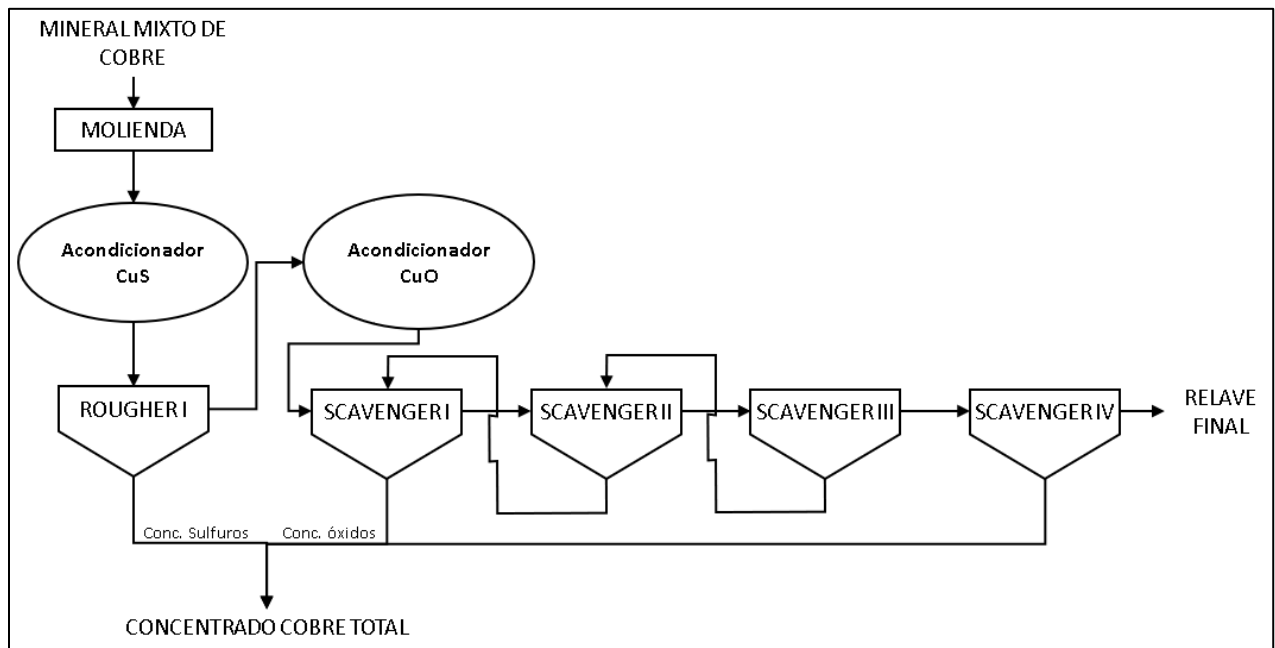 MINERAL MIXTO DE
COBRE
MOLIENDA
Acondicionador
CuS
Acondicionador
CuO
ROUGHER I
SCAVENGER I
SCAVENGER II
SCAVENGER III
SCAVENGER IV
RELAVE
FINAL
Conc. Sulfuros
Conc. óxidos
CONCENTRADO COBRE TOTAL